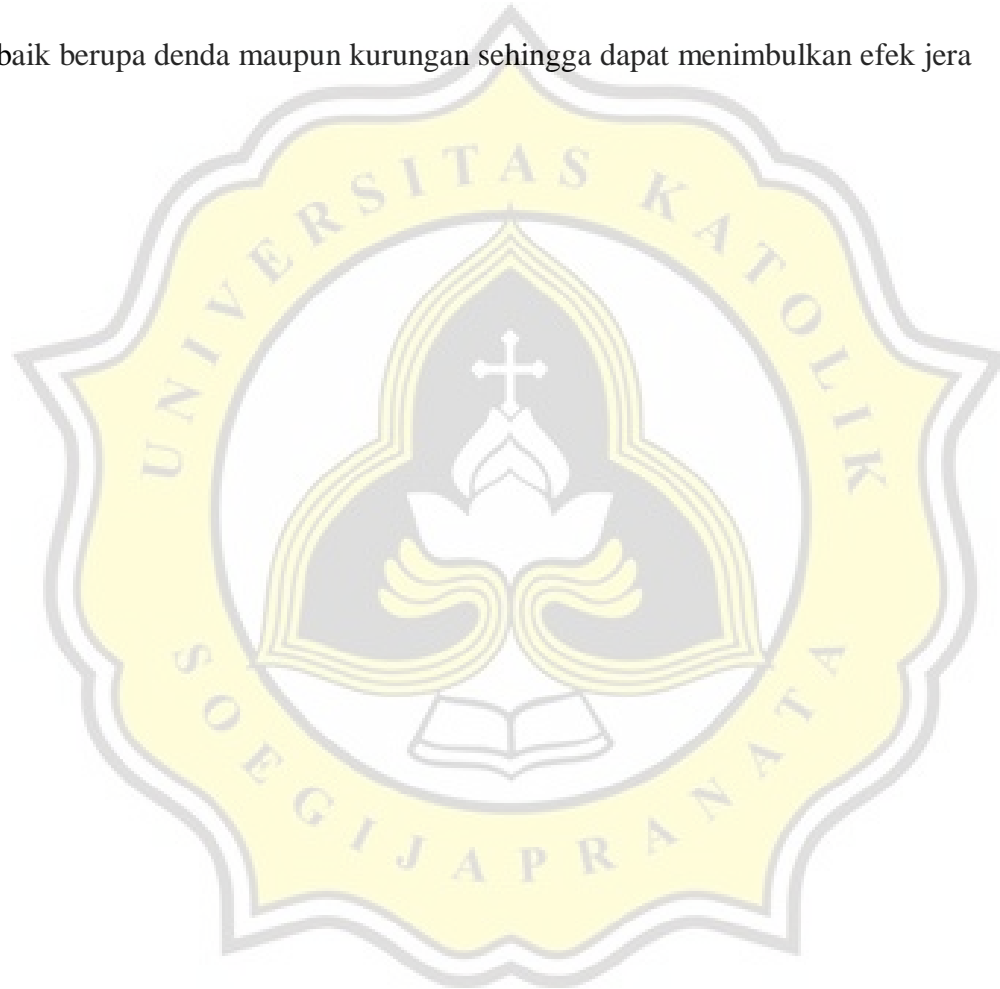 baik berupa denda maupun kurungan sehingga dapat menimbulkan efek jera
UNIVERSITAS KATOLIK
SOEGIJAPRANATA